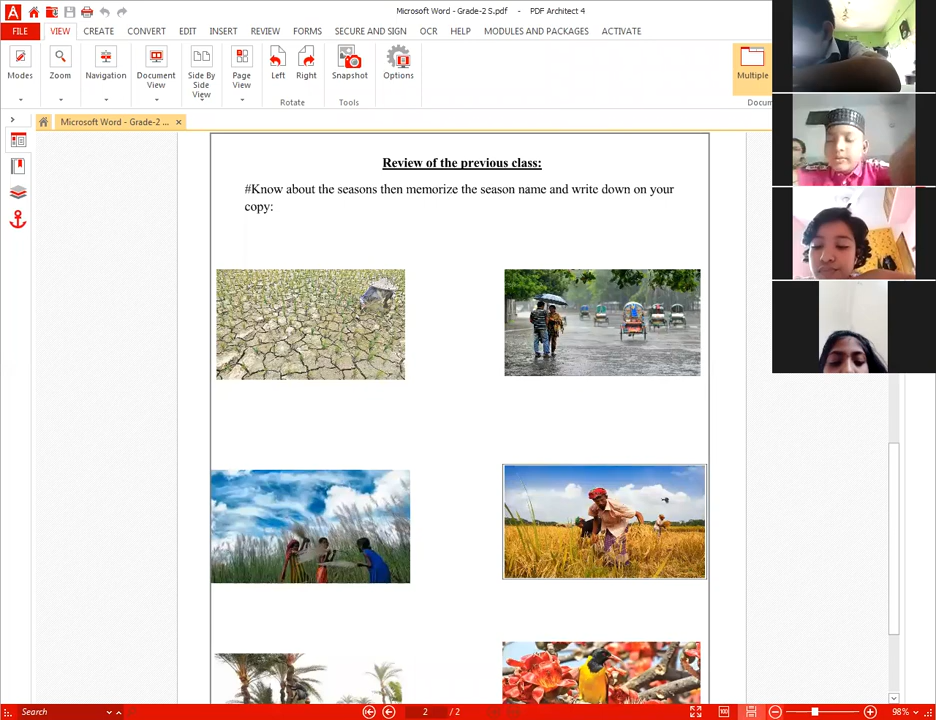 Microsoft Word - Grade-2 S.pdf - PDF Architect 4
FILE VIEW CREATE CONVERT EDIT INSERT REVIEW FORMS SECURE AND SIGN OCR HELP MODULES AND PACKAGES ACTIVATE
Modes
Zoom
Navigation
Document View
Side By Side View
Page View
Left
Right
Rotate
Snapshot
Tools
Options
Multiple
Docum
Microsoft Word - Grade-2 ... ×
Review of the previous class:
#Know about the seasons then memorize the season name and write down on your
copy:
Search
2 / 2
100
98%